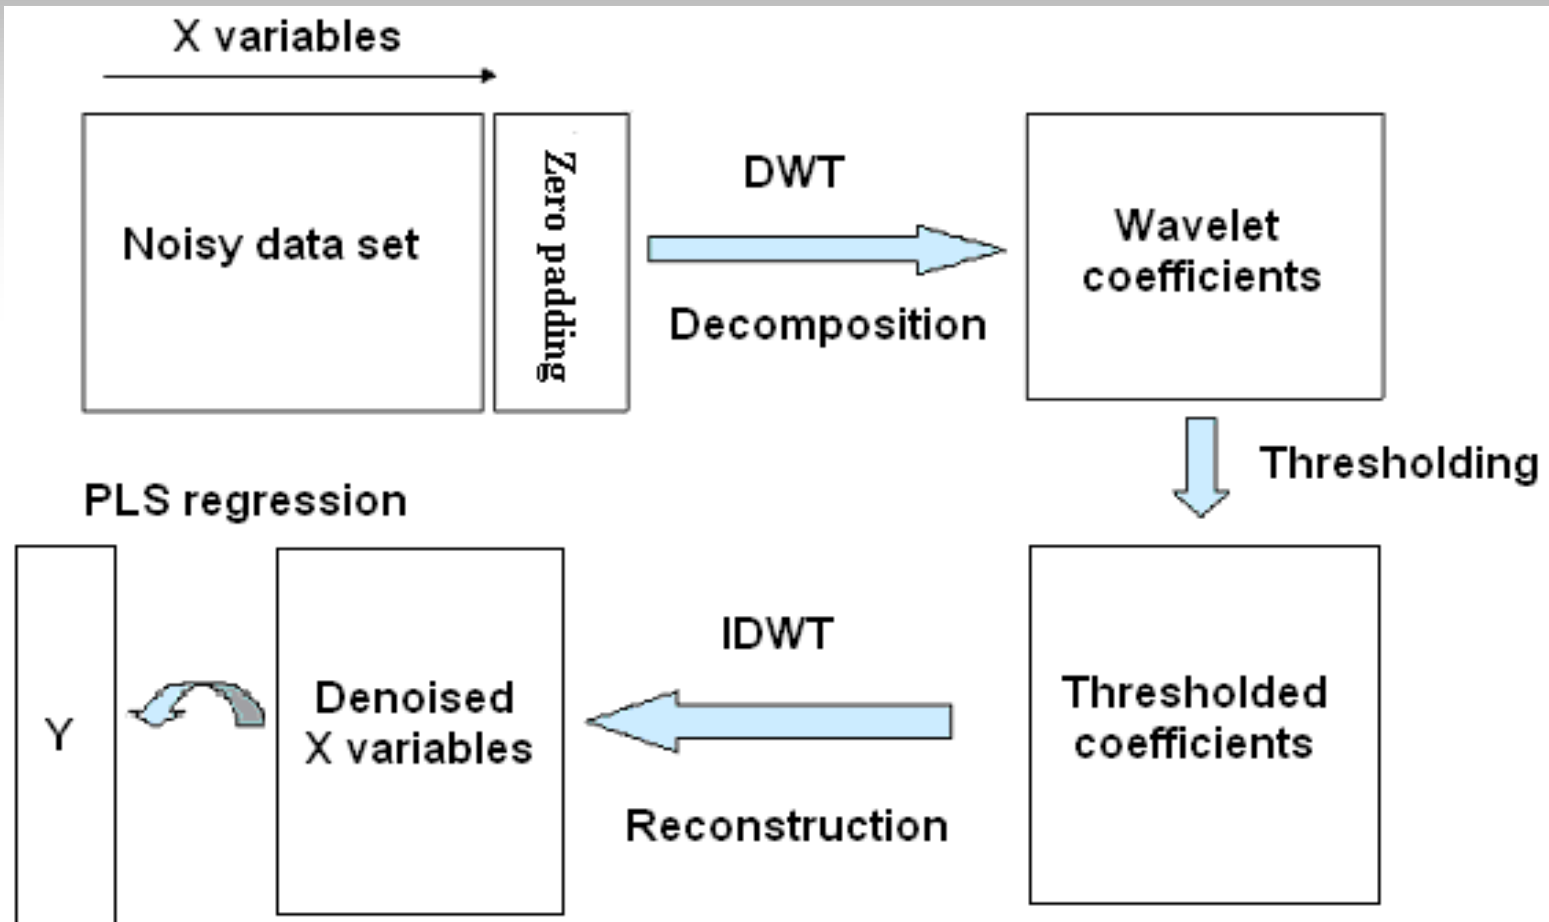 X variables
Noisy data set
Zero padding
DWT
Decomposition
Wavelet
coefficients
Thresholding
PLS regression
Y
Denoised
X variables
IDWT
Reconstruction
Thresholded
coefficients